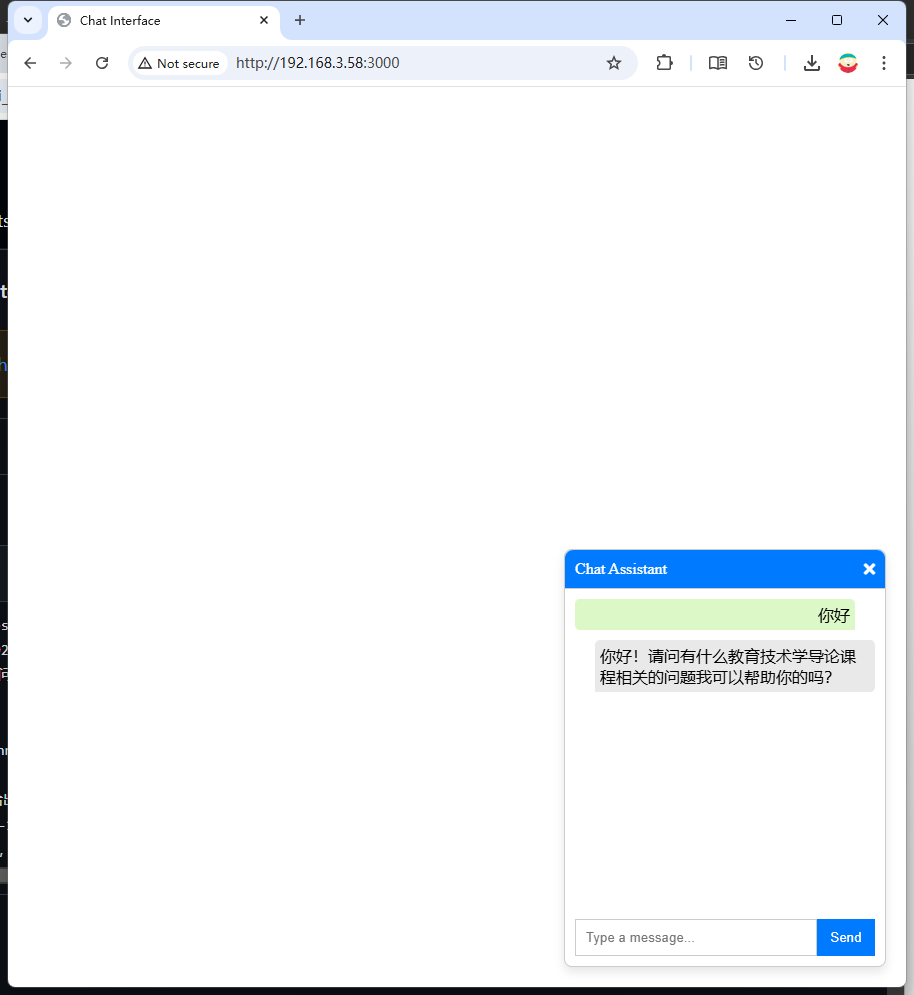 Chat Interface
Not secure
http://192.168.3.58:3000
Chat Assistant
你好
你好！请问有什么教育技术学导论课
程相关的问题我可以帮助你的吗？
Type a message...
Send